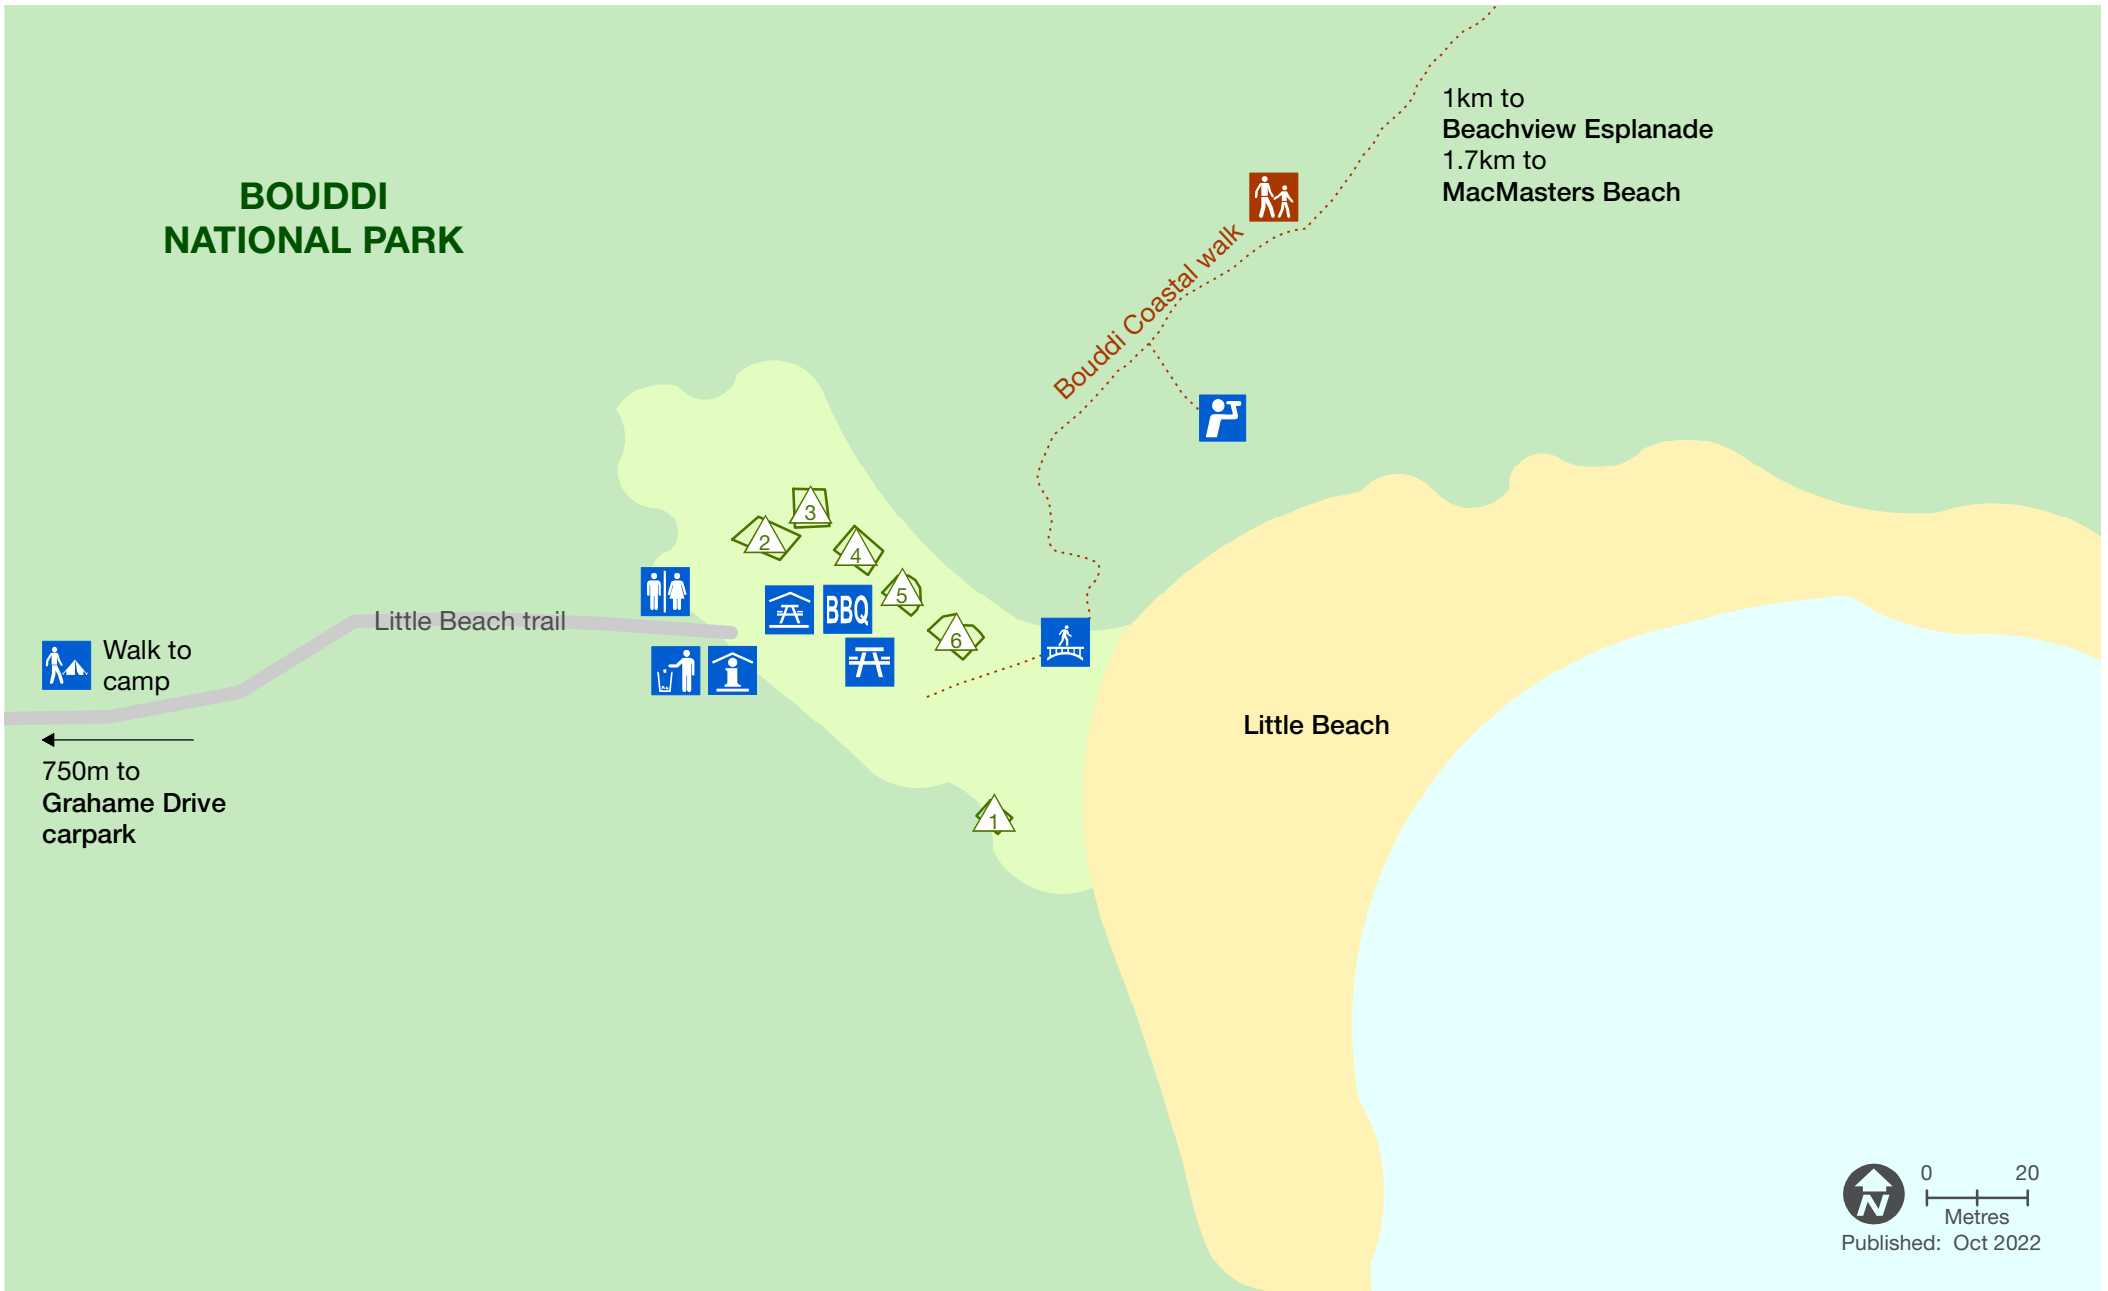 BOUDDI
NATIONAL PARK
1km to
Beachview Esplanade
1.7km to
MacMasters Beach
Bouddi Coastal walk
3
2
4
5
6
BBQ
Little Beach trail
Walk to
camp
750m to
Grahame Drive
carpark
Little Beach
1
0 20
N
Metres
Published: Oct 2022